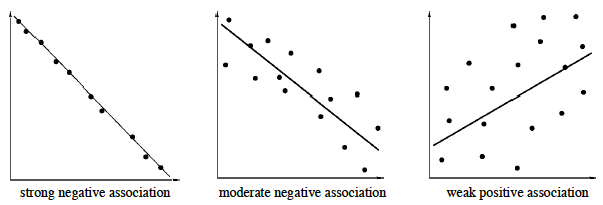 strong negative association
moderate negative association
weak positive association